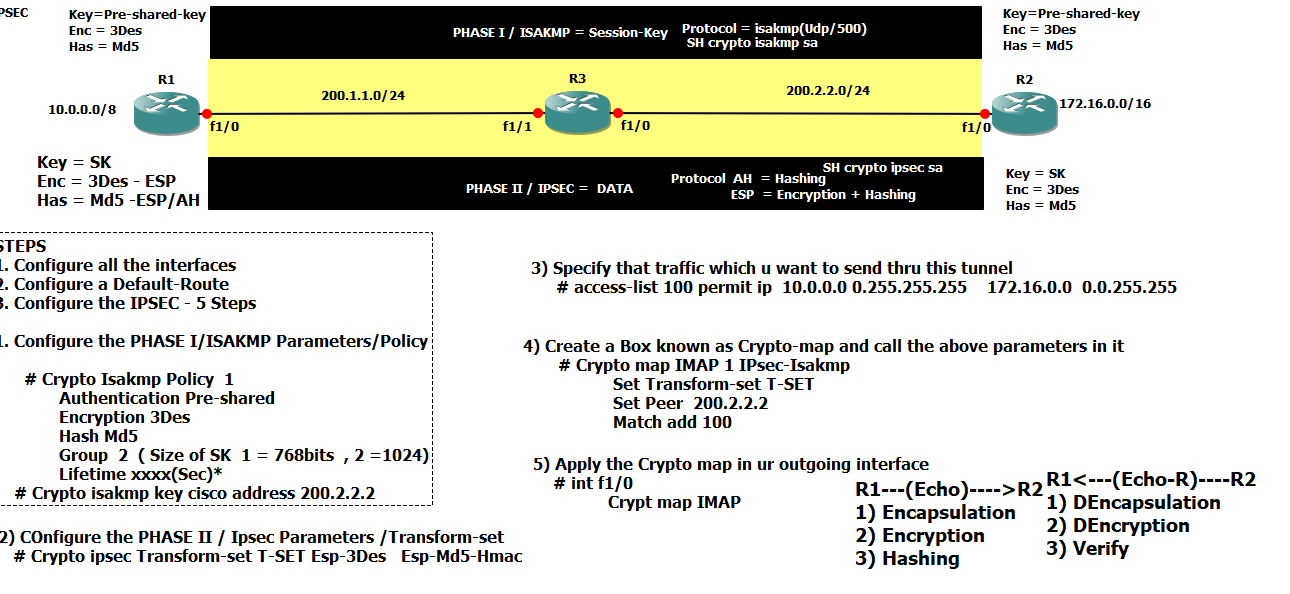 IPSEC
Key=Pre-shared-key
Enc = 3Des
Has = Md5
PHASE I / ISAKMP = Session-Key
Protocol = isakmp(Udp/500)
SH crypto isakmp sa
Key=Pre-shared-key
Enc = 3Des
Has = Md5
R1
R3
R2
10.0.0.0/8
200.1.1.0/24
200.2.2.0/24
172.16.0.0/16
f1/0
f1/1
f1/0
f1/0
Key = SK
Enc = 3Des - ESP
Has = Md5 -ESP/AH
PHASE II / IPSEC = DATA
SH crypto ipsec sa
Protocol AH = Hashing
ESP = Encryption + Hashing
Key = SK
Enc = 3Des
Has = Md5
STEPS
1. Configure all the interfaces
2. Configure a Default-Route
3. Configure the IPSEC - 5 Steps
1. Configure the PHASE I/ISAKMP Parameters/Policy
# Crypto Isakmp Policy 1
Authentication Pre-shared
Encryption 3Des
Hash Md5
Group 2 ( Size of SK 1 = 768bits , 2 =1024)
Lifetime xxxx(Sec)*
# Crypto isakmp key cisco address 200.2.2.2
2) COnfigure the PHASE II / Ipsec Parameters /Transform-set
# Crypto ipsec Transform-set T-SET Esp-3Des Esp-Md5-Hmac
3) Specify that traffic which u want to send thru this tunnel
# access-list 100 permit ip 10.0.0.0 0.255.255.255 172.16.0.0 0.0.255.255
4) Create a Box known as Crypto-map and call the above parameters in it
# Crypto map IMAP 1 IPsec-Isakmp
Set Transform-set T-SET
Set Peer 200.2.2.2
Match add 100
5) Apply the Crypto map in ur outgoing interface
# int f1/0
Crypt map IMAP
R1---(Echo)---->R2
1) Encapsulation
2) Encryption
3) Hashing
R1<---(Echo-R)----R2
1) DEncapsulation
2) DEncryption
3) Verify